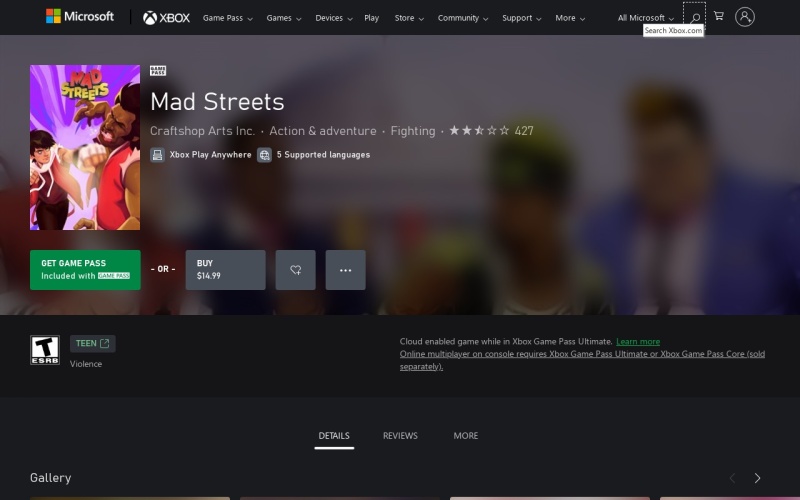 Microsoft
XBOX
Game Pass
Games
Devices
Play
Store
Community
Support
More
All Microsoft
Search Xbox.com
MAD STREETS
GAME PASS
Mad Streets
Craftshop Arts Inc. · Action & adventure · Fighting · 427
Xbox Play Anywhere
5 Supported languages
GET GAME PASS
Included with GAME PASS
- OR -
BUY
$14.99
T
ESRB
TEEN
Violence
Cloud enabled game while in Xbox Game Pass Ultimate. Learn more
Online multiplayer on console requires Xbox Game Pass Ultimate or Xbox Game Pass Core (sold
separately).
DETAILS
REVIEWS
MORE
Gallery